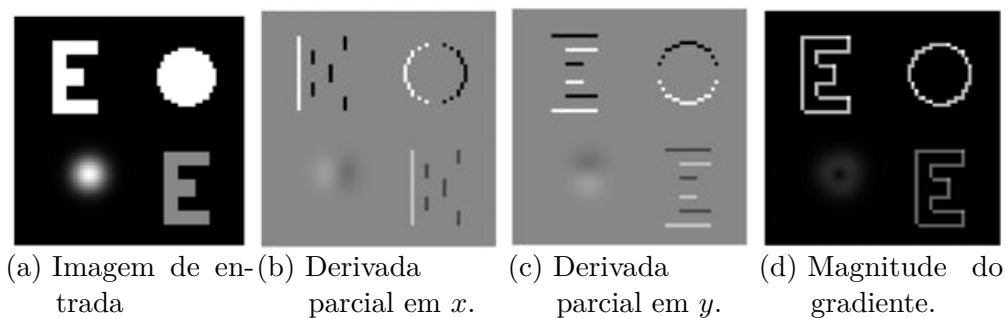 E
E
(a) Imagem de en-
trada
(b) Derivada
parcial em x.
(c) Derivada
parcial em y.
(d) Magnitude do
gradiente.
E
E